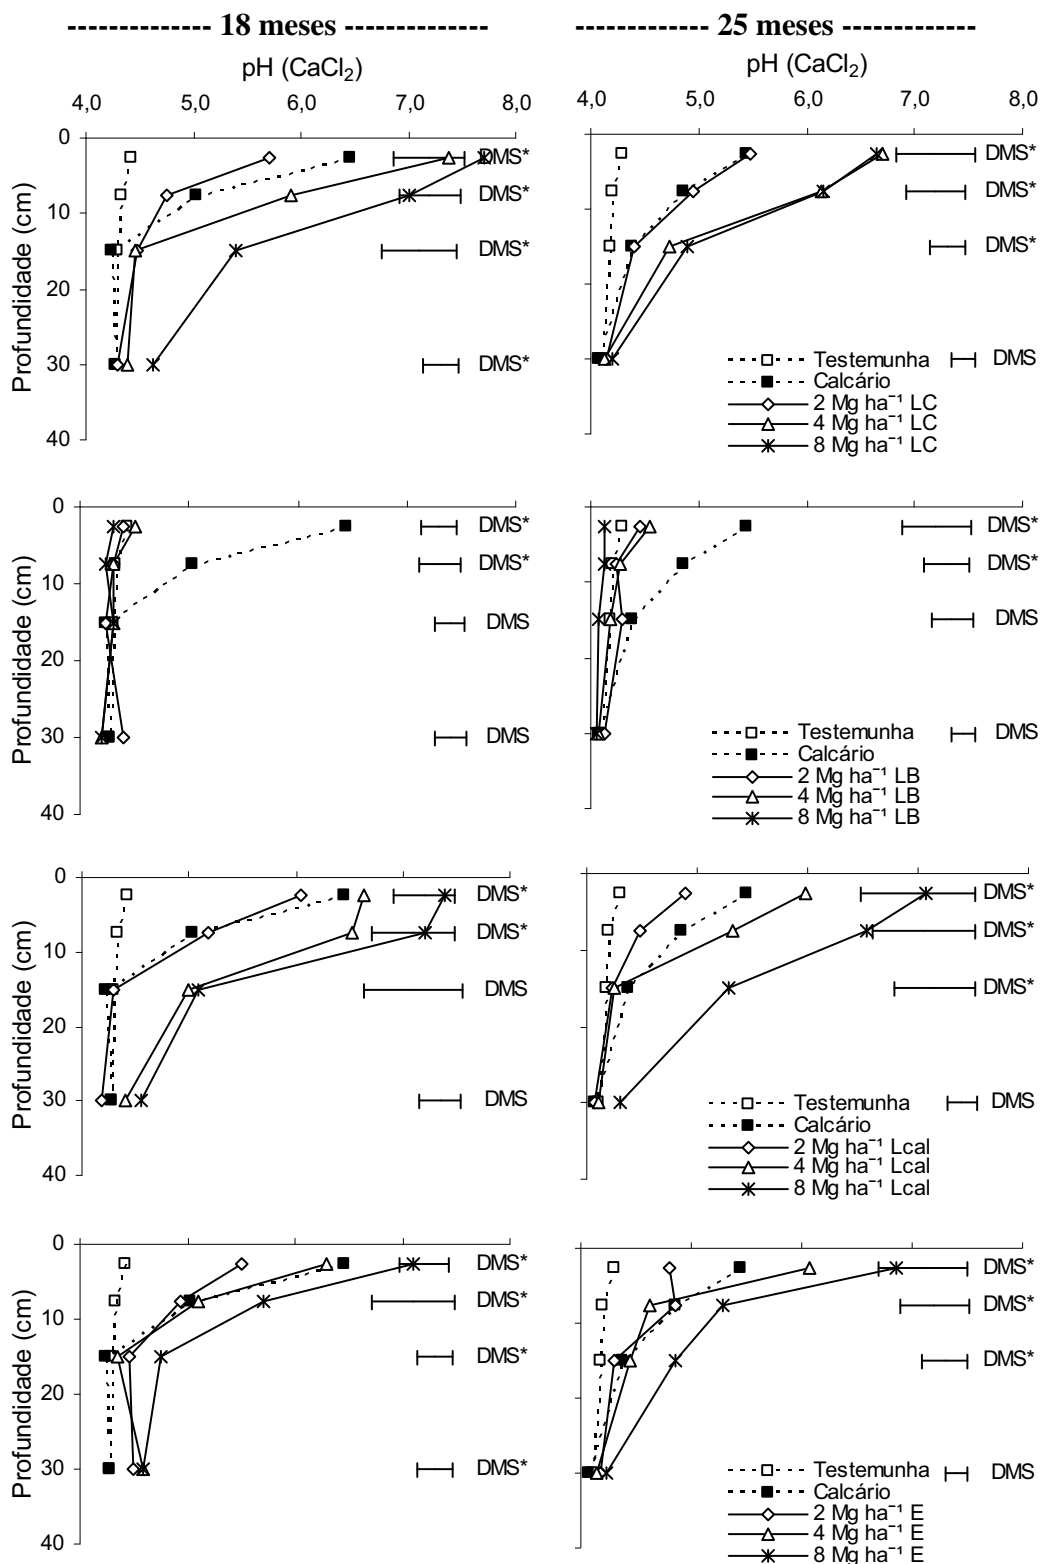 18 meses
25 meses
pH (CaCl₂)
pH (CaCl₂)
4,0 5,0 6,0 7,0 8,0
4,0 5,0 6,0 7,0 8,0
Profundidade (cm)
0
10
20
30
40
DMS*
DMS*
DMS*
DMS*
DMS*
DMS*
DMS*
DMS
Testemunha
Calcário
2 Mg ha⁻¹ LC
4 Mg ha⁻¹ LC
8 Mg ha⁻¹ LC
Profundidade (cm)
0
10
20
30
40
DMS*
DMS*
DMS
DMS
DMS*
DMS*
DMS
DMS
Testemunha
Calcário
2 Mg ha⁻¹ LB
4 Mg ha⁻¹ LB
8 Mg ha⁻¹ LB
Profundidade (cm)
0
10
20
30
40
DMS*
DMS*
DMS
DMS
DMS*
DMS*
DMS*
DMS
Testemunha
Calcário
2 Mg ha⁻¹ Lcal
4 Mg ha⁻¹ Lcal
8 Mg ha⁻¹ Lcal
Profundidade (cm)
0
10
20
30
40
DMS*
DMS*
DMS*
DMS*
DMS*
DMS*
DMS*
DMS
Testemunha
Calcário
2 Mg ha⁻¹ E
4 Mg ha⁻¹ E
8 Mg ha⁻¹ E